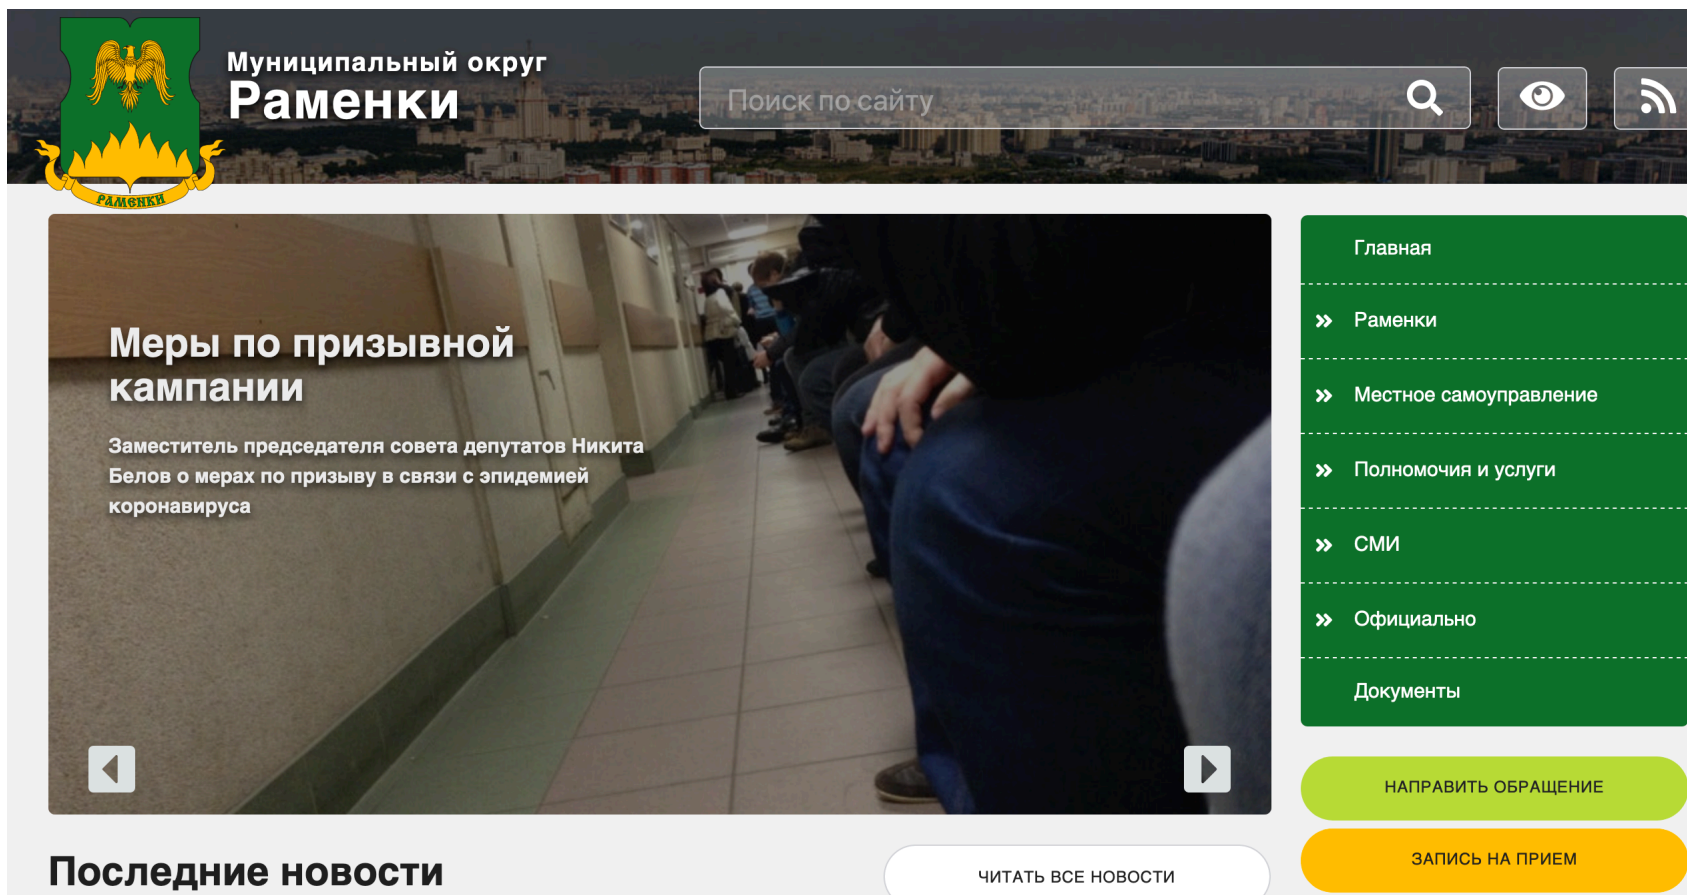 Муниципальный округ
Раменки
РАМЕНКИ
Поиск по сайту
Меры по призывной
кампании
Заместитель председателя совета депутатов Никита
Белов о мерах по призыву в связи с эпидемией
коронавируса
Главная
Раменки
Местное самоуправление
Полномочия и услуги
СМИ
Официально
Документы
НАПРАВИТЬ ОБРАЩЕНИЕ
ЗАПИСЬ НА ПРИЕМ
Последние новости
ЧИТАТЬ ВСЕ НОВОСТИ